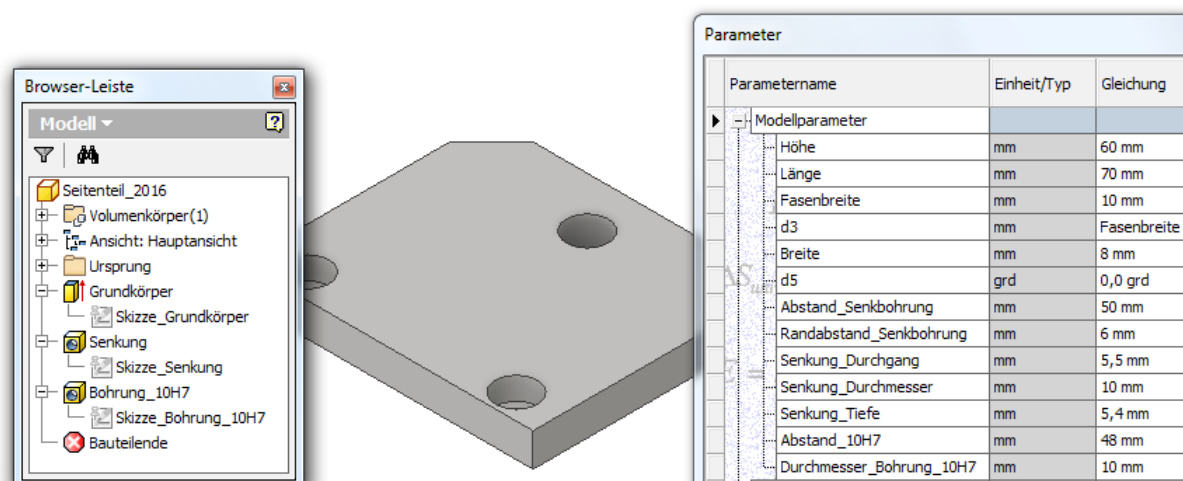 Browser-Leiste
Modell
Seitenteil_2016
Volumenkörper(1)
Ansicht: Hauptansicht
Ursprung
Grundkörper
Skizze_Grundkörper
Senkung
Skizze_Senkung
Bohrung_10H7
Skizze_Bohrung_10H7
Bauteilende
Parameter
Parametername Einheit/Typ Gleichung
Modellparameter
Höhe mm 60 mm
Länge mm 70 mm
Fasenbreite mm 10 mm
d3 mm Fasenbreite
Breite mm 8 mm
d5 grd 0,0 grd
Abstand_Senkbohrung mm 50 mm
Randabstand_Senkbohrung mm 6 mm
Senkung_Durchgang mm 5,5 mm
Senkung_Durchmesser mm 10 mm
Senkung_Tiefe mm 5,4 mm
Abstand_10H7 mm 48 mm
Durchmesser_Bohrung_10H7 mm 10 mm